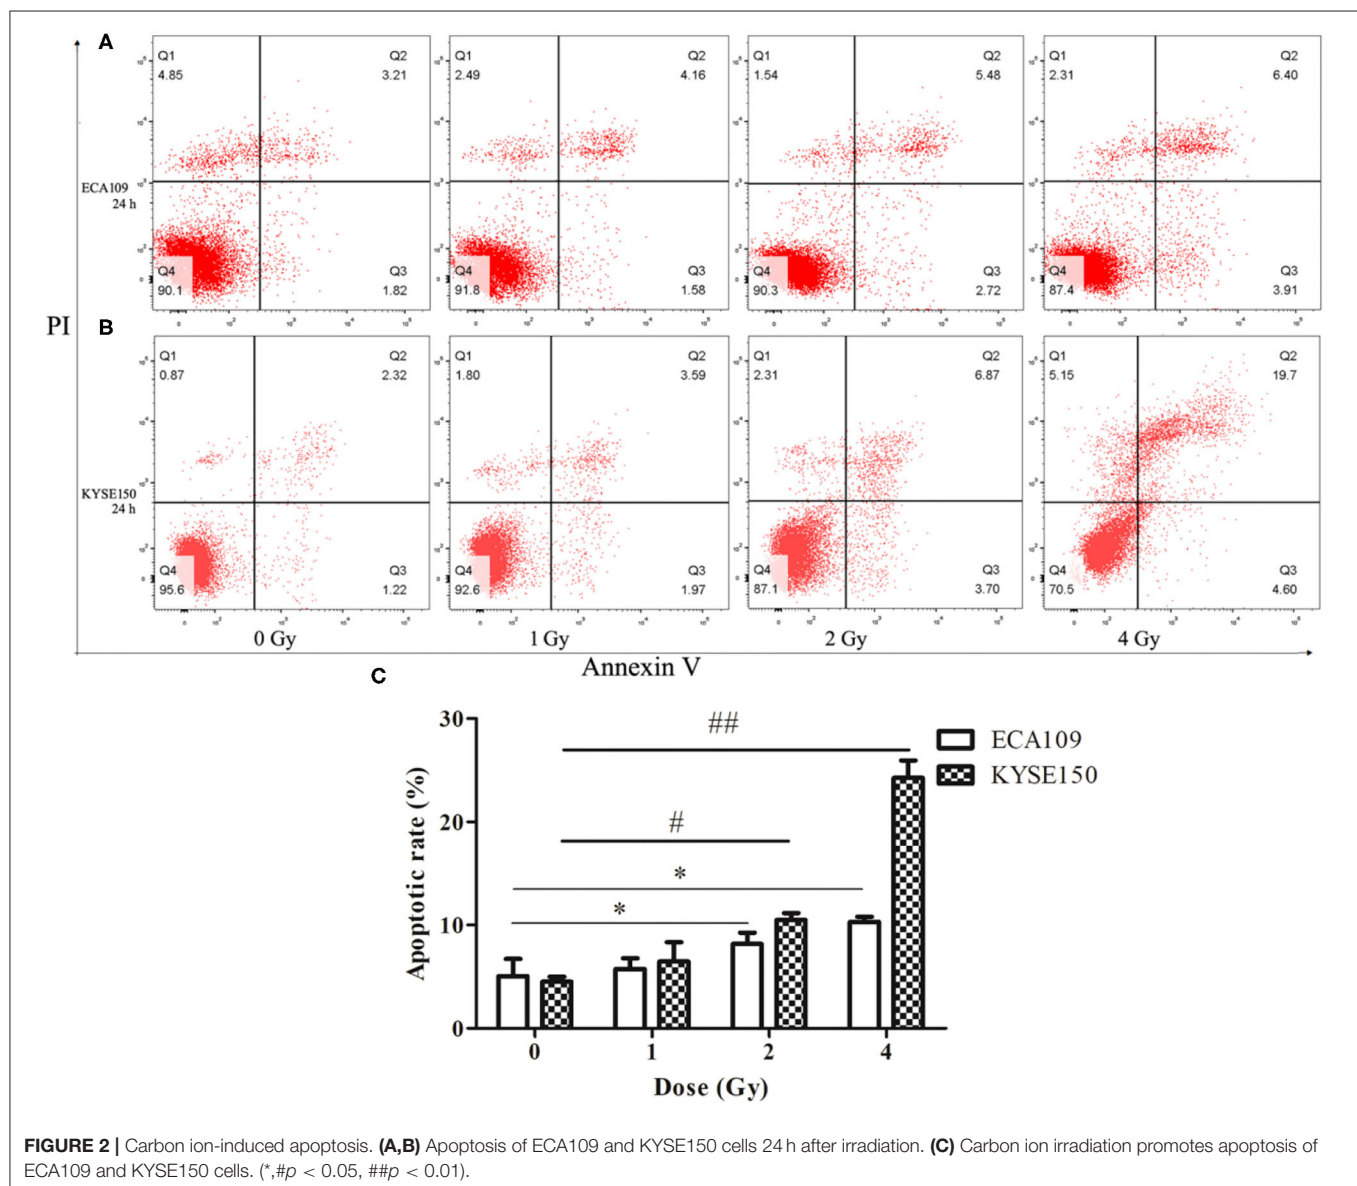 A
Q1 Q2 Q1 Q2 Q1 Q2 Q1 Q2
4.85 3.21 2.49 4.16 1.54 5.48 2.31 6.40
ECA109
24 h
Q4 Q3 Q4 Q3 Q4 Q3 Q4 Q3
90.1 1.82 91.8 1.58 90.3 2.72 87.4 3.91
PI
B
Q1 Q2 Q1 Q2 Q1 Q2 Q1 Q2
0.87 2.32 1.80 3.59 2.31 6.87 5.15 19.7
KYSE150
24 h
Q4 Q3 Q4 Q3 Q4 Q3 Q4 Q3
95.6 1.22 92.6 1.97 87.1 3.70 70.5 4.60
0 Gy 1 Gy 2 Gy 4 Gy
Annexin V
C
30
##
ECA109
KYSE150
Apoptotic rate (%)
20
#
*
*
10
0
0 1 2 4
Dose (Gy)
FIGURE 2 | Carbon ion-induced apoptosis. (A,B) Apoptosis of ECA109 and KYSE150 cells 24 h after irradiation. (C) Carbon ion irradiation promotes apoptosis of
ECA109 and KYSE150 cells. (*,#p < 0.05, ##p < 0.01).